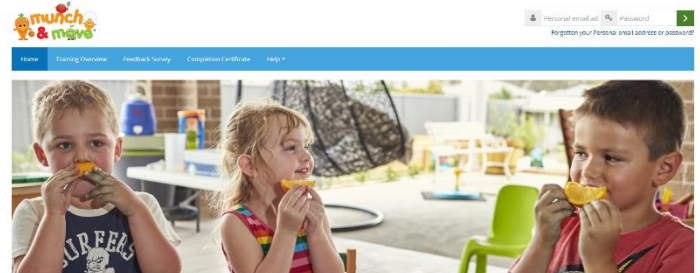 munch
& move
Personal email ad
Password
Forgotten your Personal email address or password?
Home
Training Overview
Feedback Survey
Completion Certificate
Help
SURFERS